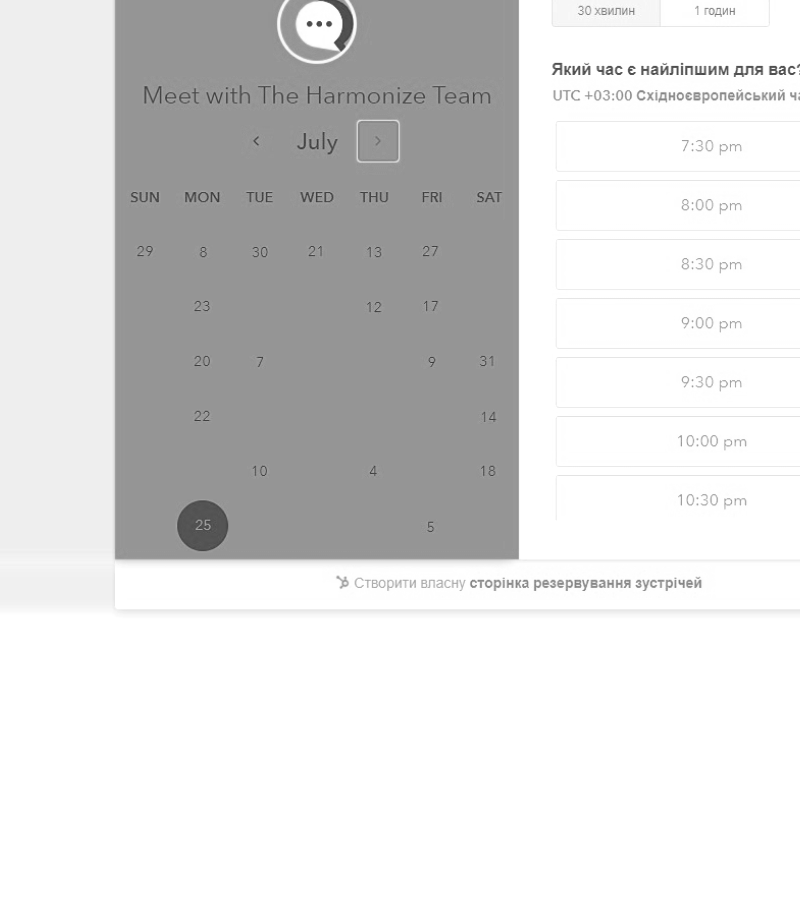 Meet with The Harmonize Team
July
SUN MON TUE WED THU FRI SAT
29 8 30 21 13 27
23 12 17
20 7 9 31
22 14
10 4 18
25 5
30 хвилин 1 годин
Який час є найліпшим для вас?
UTC +03:00 Східноєвропейський ча
7:30 pm
8:00 pm
8:30 pm
9:00 pm
9:30 pm
10:00 pm
10:30 pm
Створити власну сторінка резервування зустрічей